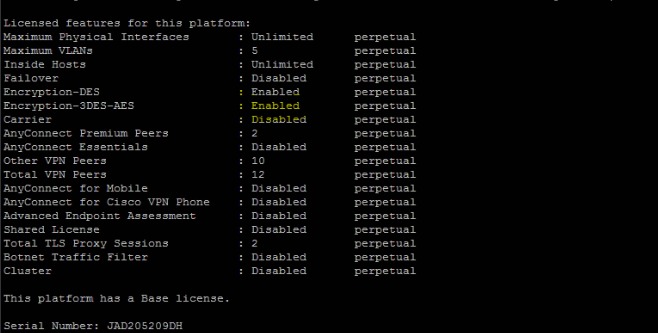 Licensed features for this platform:
Maximum Physical Interfaces : Unlimited perpetual
Maximum VLANs : 5 perpetual
Inside Hosts : Unlimited perpetual
Failover : Disabled perpetual
Encryption-DES : Enabled perpetual
Encryption-3DES-AES : Enabled perpetual
Carrier : Disabled perpetual
AnyConnect Premium Peers : 2 perpetual
AnyConnect Essentials : Disabled perpetual
Other VPN Peers : 10 perpetual
Total VPN Peers : 12 perpetual
AnyConnect for Mobile : Disabled perpetual
AnyConnect for Cisco VPN Phone : Disabled perpetual
Advanced Endpoint Assessment : Disabled perpetual
Shared License : Disabled perpetual
Total TLS Proxy Sessions : 2 perpetual
Botnet Traffic Filter : Disabled perpetual
Cluster : Disabled perpetual
This platform has a Base license.
Serial Number: JAD205209DH